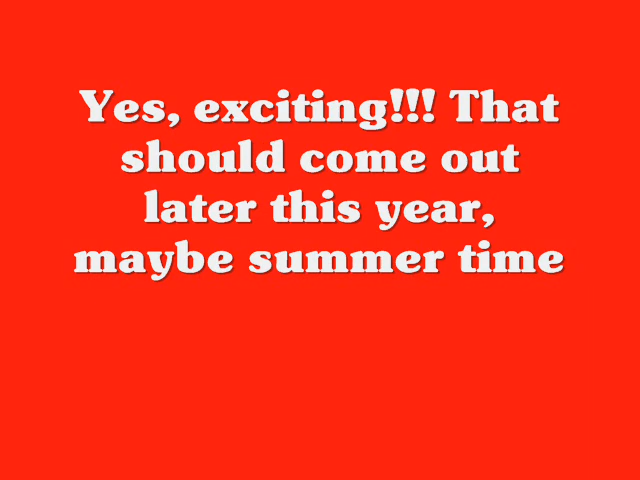 Yes, exciting!!! That
should come out
later this year,
maybe summer time